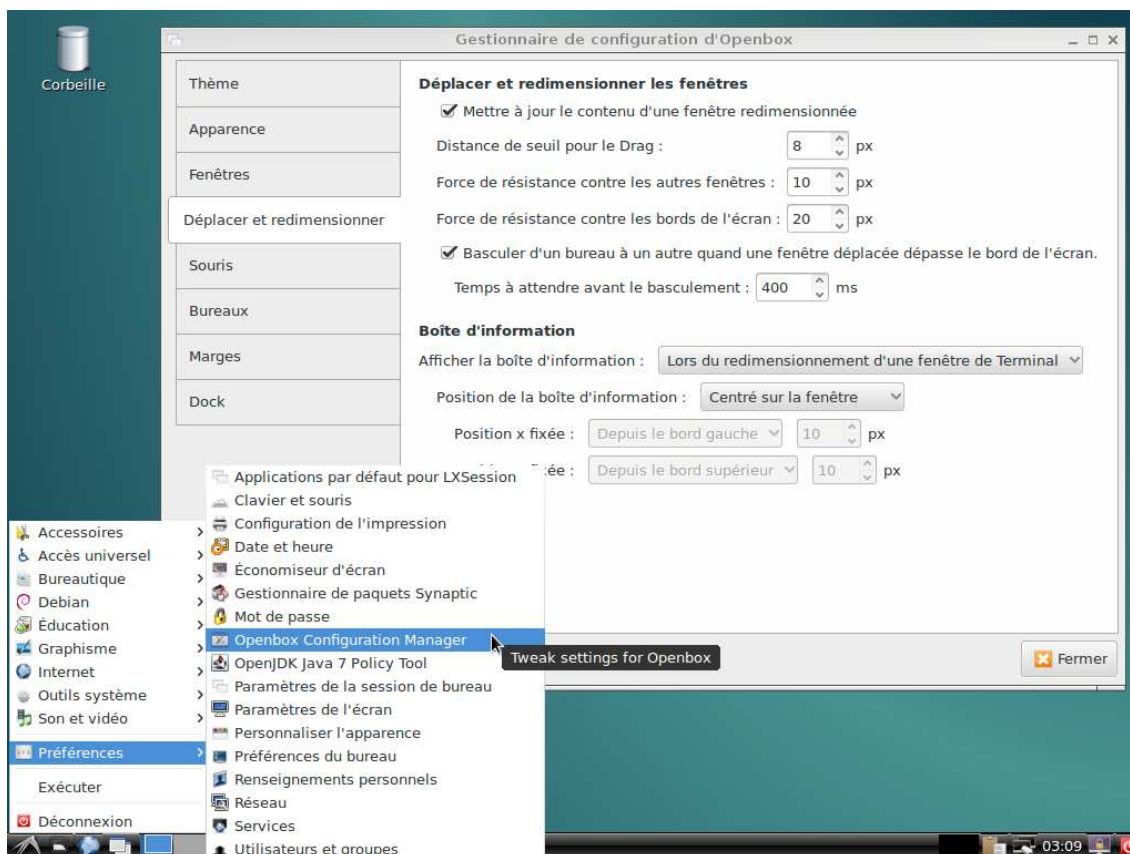 Corbeille
Gestionnaire de configuration d'Openbox
Thème
Apparence
Fenêtres
Déplacer et redimensionner
Souris
Bureaux
Marges
Dock
Déplacer et redimensionner les fenêtres
Mettre à jour le contenu d'une fenêtre redimensionnée
Distance de seuil pour le Drag : 8 px
Force de résistance contre les autres fenêtres : 10 px
Force de résistance contre les bords de l'écran : 20 px
Basculer d'un bureau à un autre quand une fenêtre déplacée dépasse le bord de l'écran.
Temps à attendre avant le basculement : 400 ms
Boîte d'information
Afficher la boîte d'information : Lors du redimensionnement d'une fenêtre de Terminal
Position de la boîte d'information : Centré sur la fenêtre
Position x fixée : Depuis le bord gauche 10 px
ée : Depuis le bord supérieur 10 px
Fermer
Accessoires
Accès universel
Bureautique
Debian
Éducation
Graphisme
Internet
Outils système
Son et vidéo
Préférences
Exécuter
Déconnexion
Applications par défaut pour LXSession
Clavier et souris
Configuration de l'impression
Date et heure
Économiseur d'écran
Gestionnaire de paquets Synaptic
Mot de passe
Openbox Configuration Manager
Tweak settings for Openbox
OpenJDK Java 7 Policy Tool
Paramètres de la session de bureau
Paramètres de l'écran
Personnaliser l'apparence
Préférences du bureau
Renseignements personnels
Réseau
Services
Utilisateurs et groupes
03:09